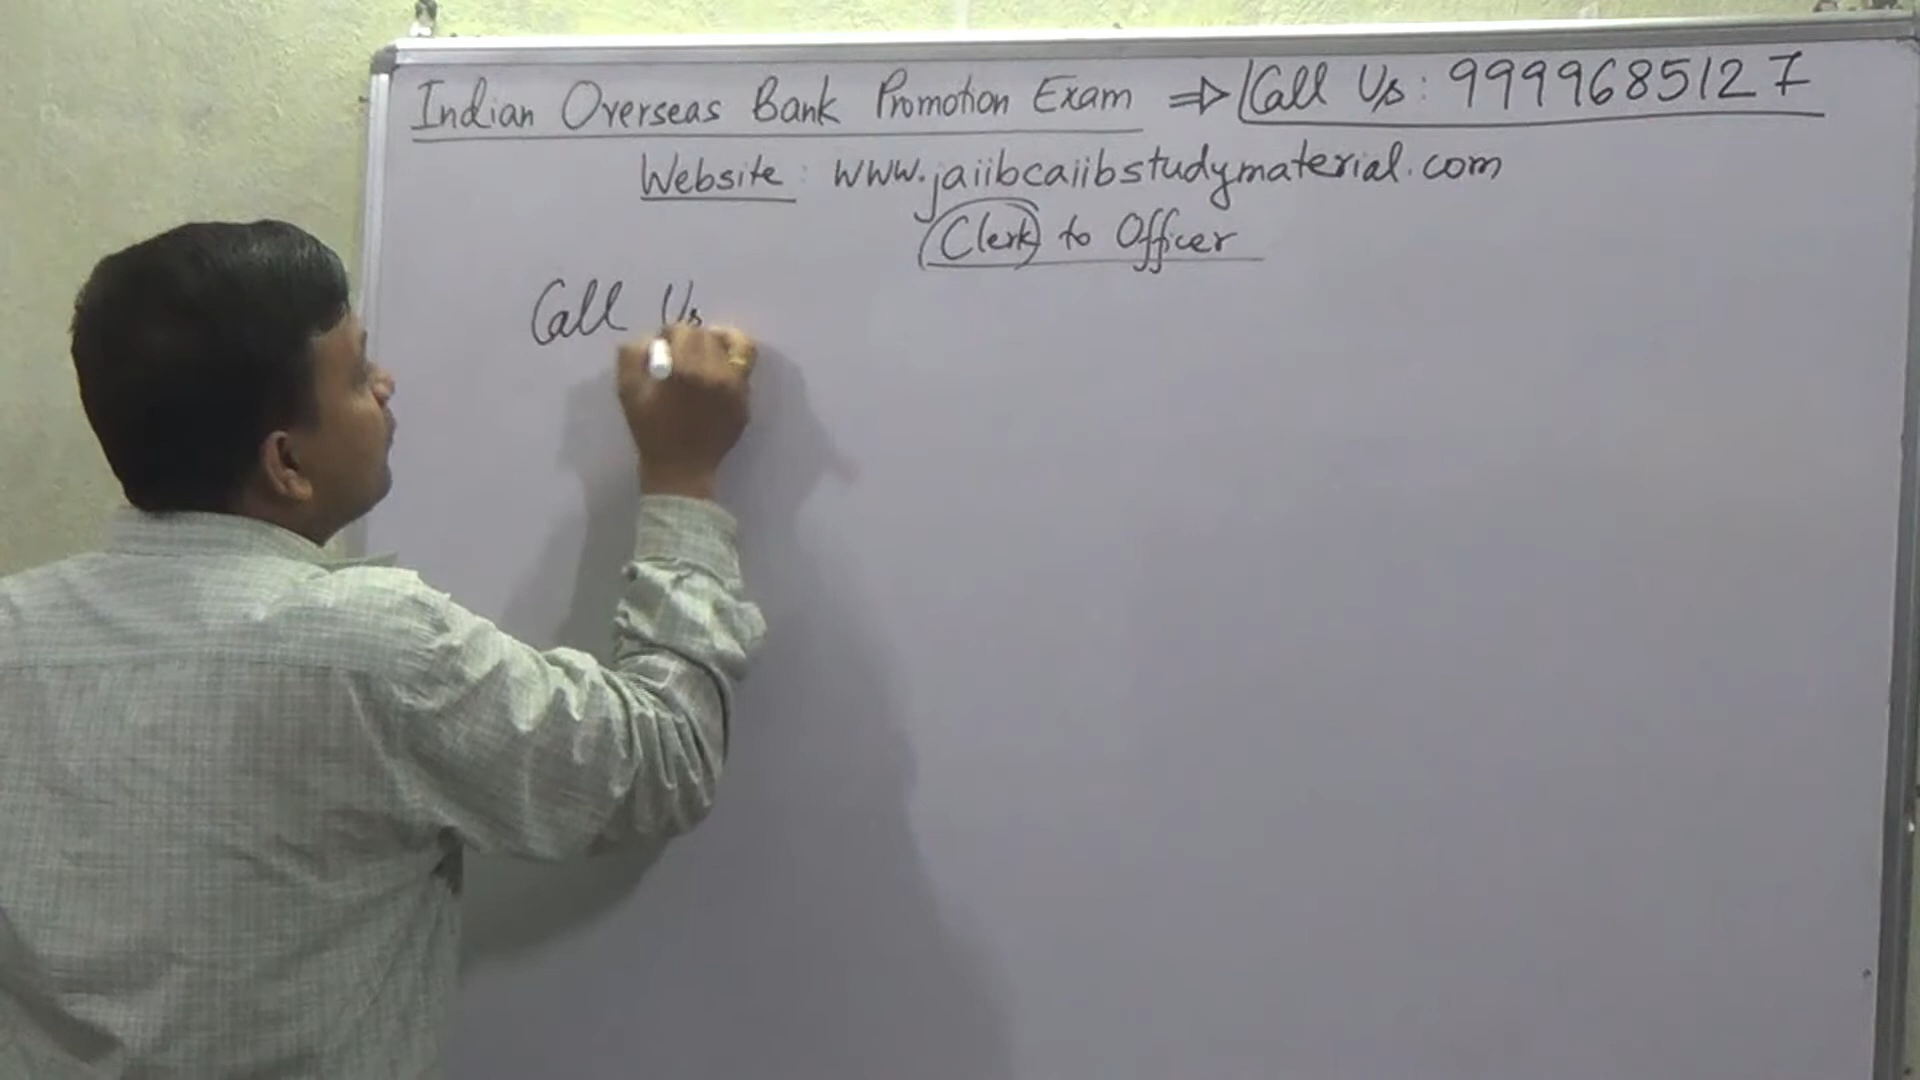 Indian Overseas Bank Promotion Exam ⇒ Call Us: 9999685127
Website: www.jaiibcaiibstudymaterial.com
Clerk to Officer
Call Us